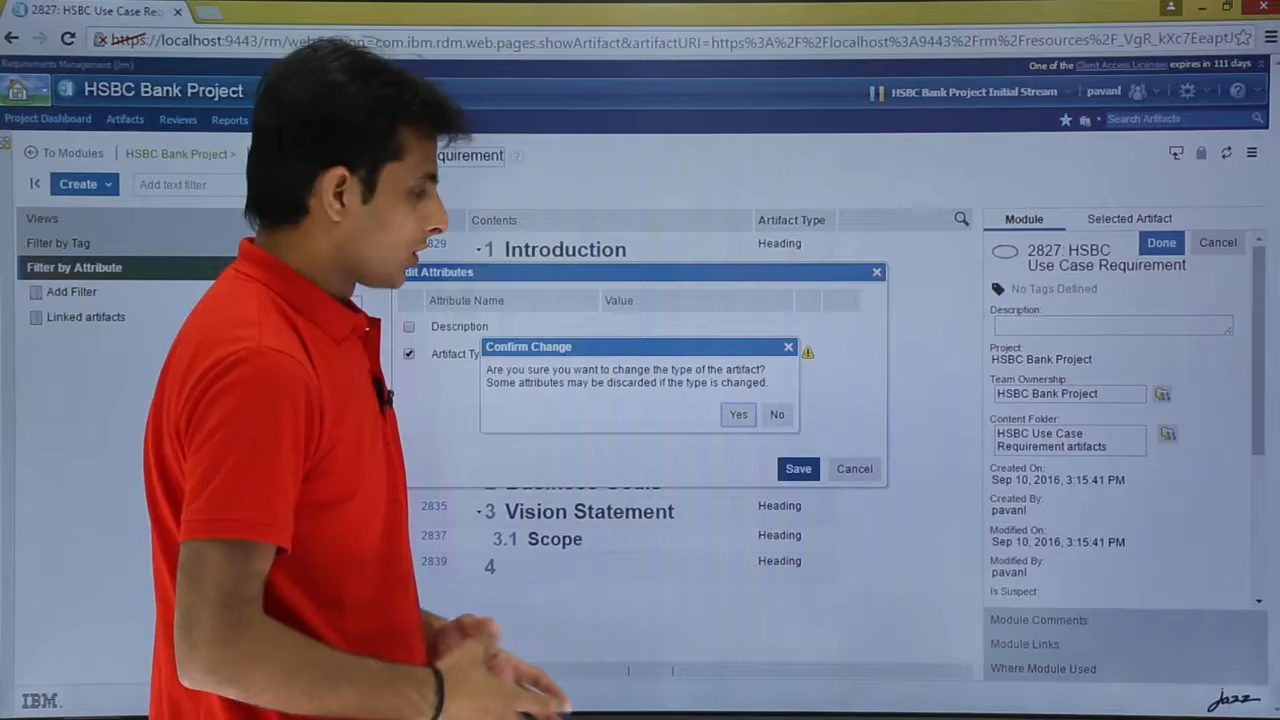 2827: HSBC Use Case Req
https://localhost:9443/rm/web
=com.ibm.rdm.web.pages.showArtifact&artifactURI=https%3A%2F%2Flocalhost%3A9443%2Frm%2Fresources%2F_VgR_kXc7EeaptU
Requirements Management (/rm)
One of the Client Access Licenses expires in 111 days
HSBC Bank Project
HSBC Bank Project Initial Stream
pavanl
Project Dashboard
Artifacts
Reviews
Reports
Search Artifacts
To Modules
HSBC Bank Project >
quirement
Create
Add text filter
Views
Filter by Tag
Filter by Attribute
Add Filter
Linked artifacts
Contents
Artifact Type
829
1 Introduction
Heading
dit Attributes
Attribute Name
Value
Description
Artifact Ty
Confirm Change
Are you sure you want to change the type of the artifact?
Some attributes may be discarded if the type is changed.
Yes
No
Save
Cancel
2835
3 Vision Statement
Heading
2837
3.1 Scope
Heading
2839
4
Heading
Module
Selected Artifact
2827: HSBC
Use Case Requirement
Done
Cancel
No Tags Defined
Description:
Project:
HSBC Bank Project
Team Ownership:
HSBC Bank Project
Content Folder:
HSBC Use Case
Requirement artifacts
Created On:
Sep 10, 2016, 3:15:41 PM
Created By:
pavanl
Modified On:
Sep 10, 2016, 3:15:41 PM
Modified By:
pavanl
Is Suspect:
Module Comments
Module Links
Where Module Used
IBM.
Jazz